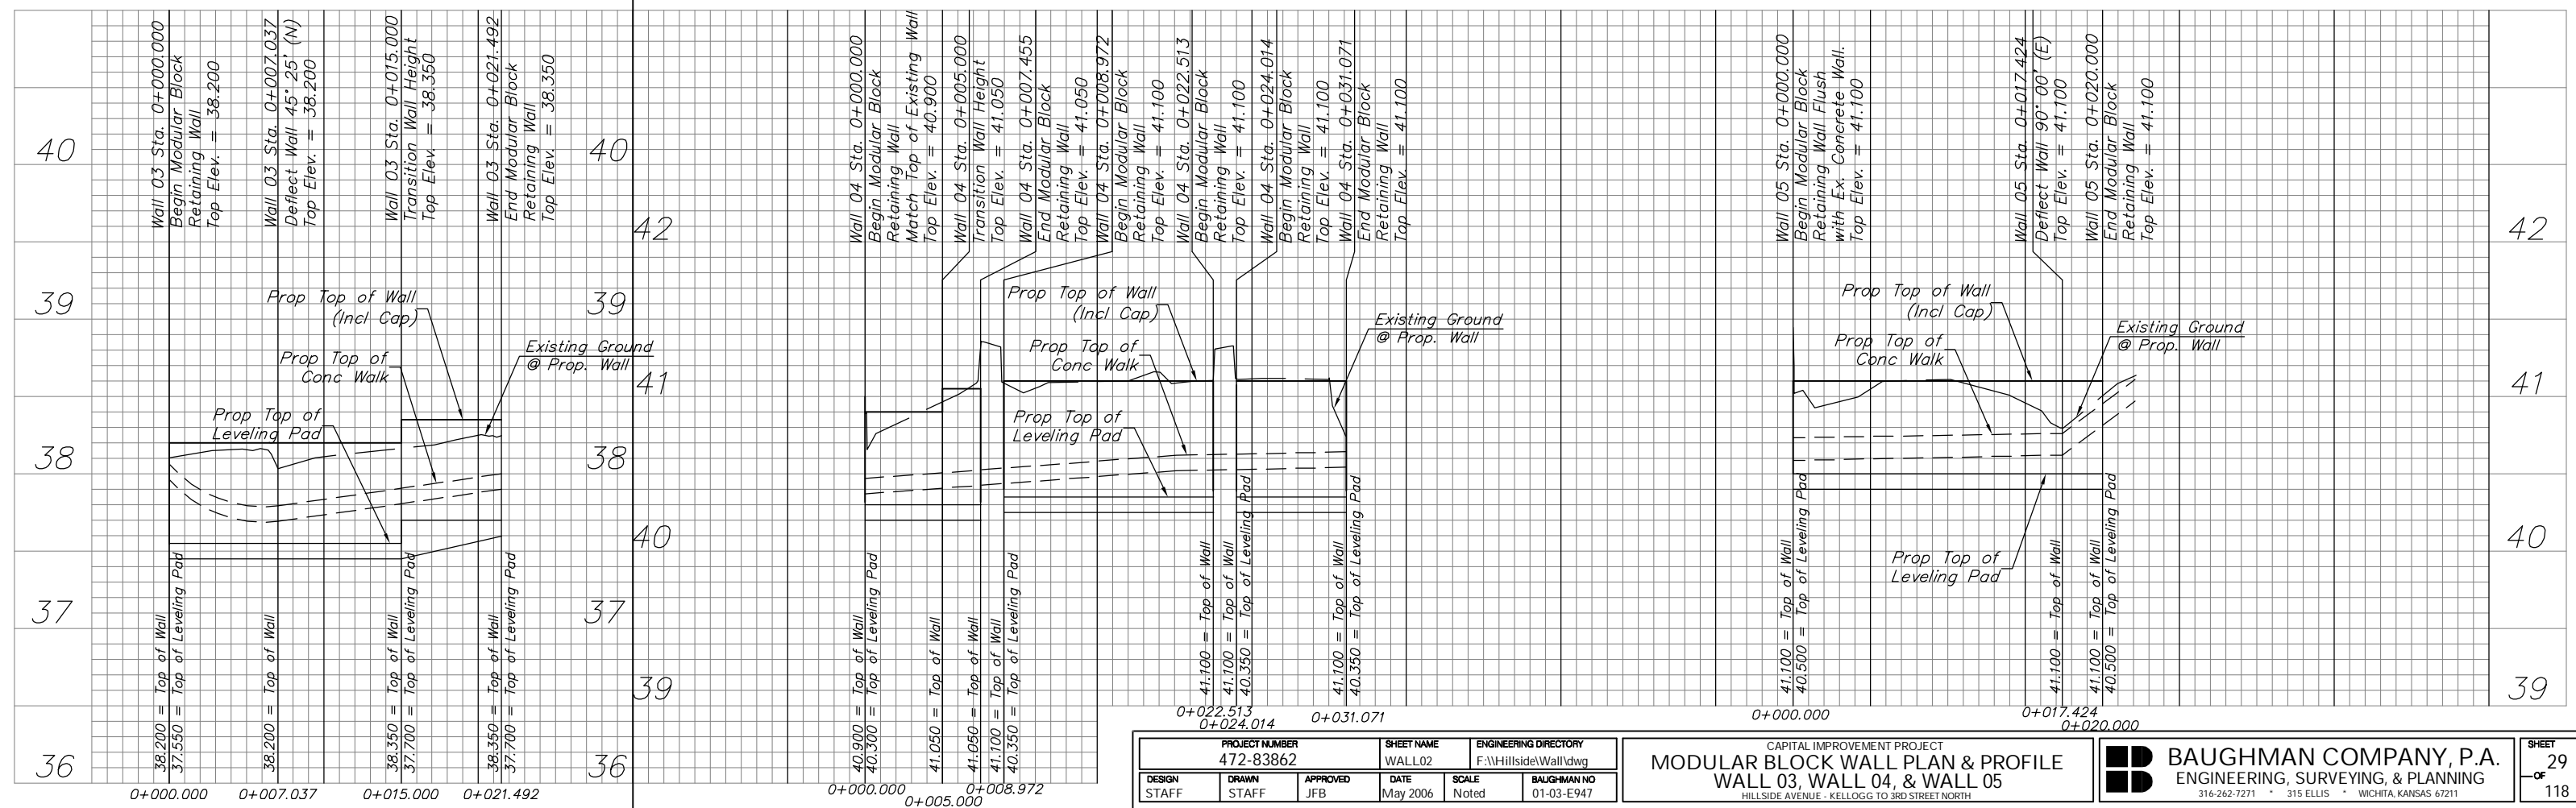 40
39
38
37
36
Wall 03 Sta. 0+000.000
Begin Modular Block
Retaining Wall
Top Elev. = 38.200
Wall 03 Sta. 0+007.037
Deflect Wall 45° 25' (N)
Top Elev. = 38.200
Wall 03 Sta. 0+015.000
Transition Wall Height
Top Elev. = 38.350
Wall 03 Sta. 0+021.492
End Modular Block
Retaining Wall
Top Elev. = 38.350
Prop Top of Wall
(Incl Cap)
Prop Top of
Conc Walk
Prop Top of
Leveling Pad
Existing Ground
@ Prop. Wall
38.200 = Top of Wall
37.550 = Top of Leveling Pad
38.200 = Top of Wall
38.350 = Top of Wall
37.700 = Top of Leveling Pad
38.350 = Top of Wall
37.700 = Top of Leveling Pad
0+000.000
0+007.037
0+015.000
0+021.492
40
39
38
37
36
42
41
40
39
Wall 04 Sta. 0+000.000
Begin Modular Block
Retaining Wall
Match Top of Existing Wall
Top Elev. = 40.900
Wall 04 Sta. 0+005.000
Transition Wall Height
Top Elev. = 41.050
Wall 04 Sta. 0+007.455
End Modular Block
Retaining Wall
Top Elev. = 41.050
Wall 04 Sta. 0+008.972
Begin Modular Block
Retaining Wall
Top Elev. = 41.100
Wall 04 Sta. 0+022.513
Begin Modular Block
Retaining Wall
Top Elev. = 41.100
Wall 04 Sta. 0+024.014
Begin Modular Block
Retaining Wall
Top Elev. = 41.100
Wall 04 Sta. 0+031.071
End Modular Block
Retaining Wall
Top Elev. = 41.100
Prop Top of Wall
(Incl Cap)
Prop Top of
Conc Walk
Prop Top of
Leveling Pad
Existing Ground
@ Prop. Wall
40.900 = Top of Wall
40.300 = Top of Leveling Pad
41.050 = Top of Wall
41.050 = Top of Wall
41.100 = Top of Wall
40.350 = Top of Leveling Pad
41.100 = Top of Wall
41.100 = Top of Wall
40.350 = Top of Leveling Pad
41.100 = Top of Wall
40.350 = Top of Leveling Pad
0+000.000
0+005.000
0+008.972
0+022.513
0+024.014
0+031.071
Wall 05 Sta. 0+000.000
Begin Modular Block
Retaining Wall Flush
with Ex. Concrete Wall.
Top Elev. = 41.100
Wall 05 Sta. 0+017.424
Deflect Wall 90° 00' (E)
Top Elev. = 41.100
Wall 05 Sta. 0+020.000
End Modular Block
Retaining Wall
Top Elev. = 41.100
Prop Top of Wall
(Incl Cap)
Prop Top of
Conc Walk
Existing Ground
@ Prop. Wall
Prop Top of
Leveling Pad
41.100 = Top of Wall
40.500 = Top of Leveling Pad
41.100 = Top of Wall
41.100 = Top of Wall
40.500 = Top of Leveling Pad
0+000.000
0+017.424
0+020.000
42
41
40
39
PROJECT NUMBER
472-83862
SHEET NAME
WALL02
ENGINEERING DIRECTORY
F:\\Hillside\Wall\dwg
DESIGN
STAFF
DRAWN
STAFF
APPROVED
JFB
DATE
May 2006
SCALE
Noted
BAUGHMAN NO
01-03-E947
CAPITAL IMPROVEMENT PROJECT
MODULAR BLOCK WALL PLAN & PROFILE
WALL 03, WALL 04, & WALL 05
HILLSIDE AVENUE - KELLOGG TO 3RD STREET NORTH
BAUGHMAN COMPANY, P.A.
ENGINEERING, SURVEYING, & PLANNING
316-262-7271 * 315 ELLIS * WICHITA, KANSAS 67211
SHEET
29
OF
118